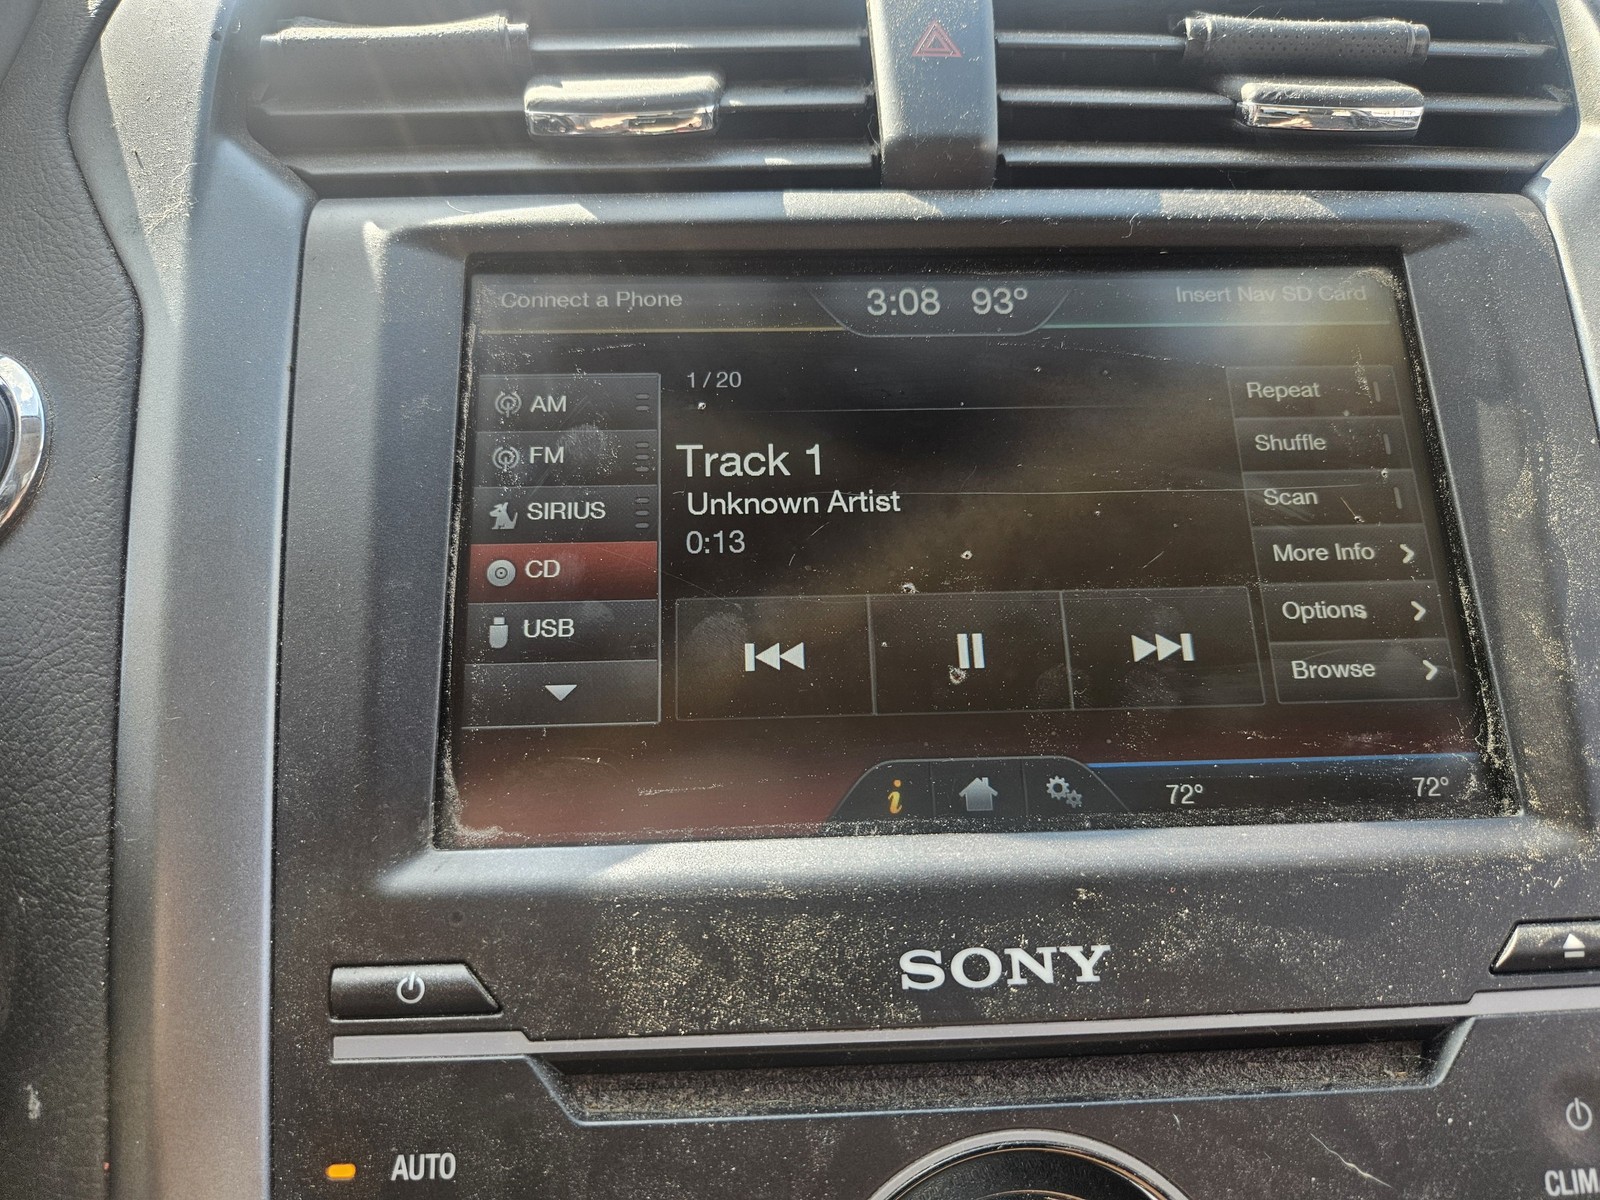 Connect a Phone
3:08 93°
Insert Nav SD Card
AM
FM
SIRIUS
CD
USB
1 / 20
Track 1
Unknown Artist
0:13
Repeat
Shuffle
Scan
More Info
Options
Browse
i
72°
72°
SONY
AUTO
CLIM